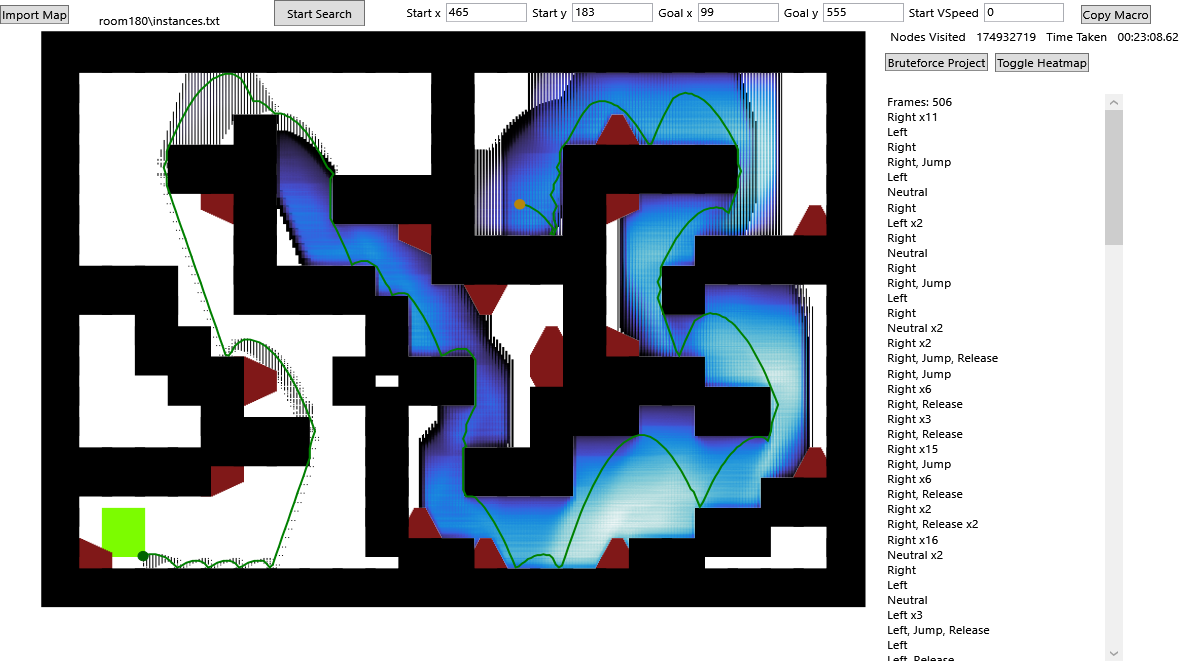 Import Map
room180\instances.txt
Start Search
Start x 465 Start y 183 Goal x 99 Goal y 555 Start VSpeed 0
Copy Macro
Nodes Visited 174932719 Time Taken 00:23:08.62
Bruteforce Project Toggle Heatmap
Frames: 506
Right x11
Left
Right
Right, Jump
Left
Neutral
Right
Left x2
Right
Neutral
Right
Right, Jump
Left
Right
Neutral x2
Right x2
Right, Jump, Release
Right, Jump
Right x6
Right, Release
Right x3
Right, Release
Right x15
Right, Jump
Right x6
Right, Release
Right x2
Right, Release x2
Right x16
Neutral x2
Right
Left
Neutral
Left x3
Left, Jump, Release
Left
Left, Release